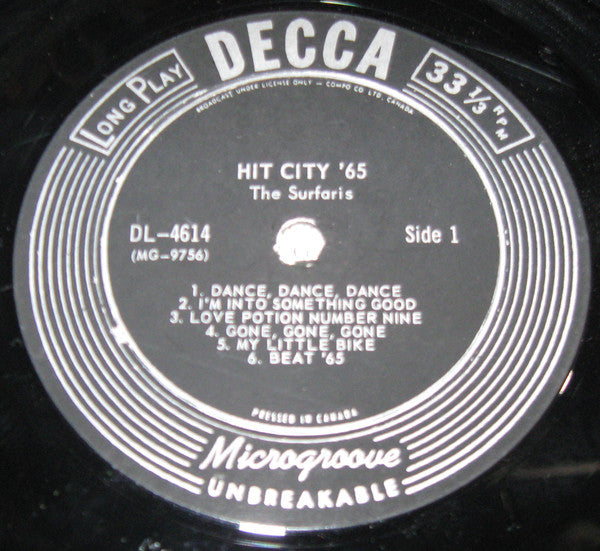 DECCA
LONG PLAY
33 1/3 RPM
BROADCAST UNDER LICENSE ONLY — COMPO CO LTD, CANADA
HIT CITY '65
The Surfaris
DL-4614
Side 1
(MG-9756)
1. DANCE, DANCE, DANCE
2. I'M INTO SOMETHING GOOD
3. LOVE POTION NUMBER NINE
4. GONE, GONE, GONE
5. MY LITTLE BIKE
6. BEAT '65
PRESSED IN CANADA
Microgroove
UNBREAKABLE